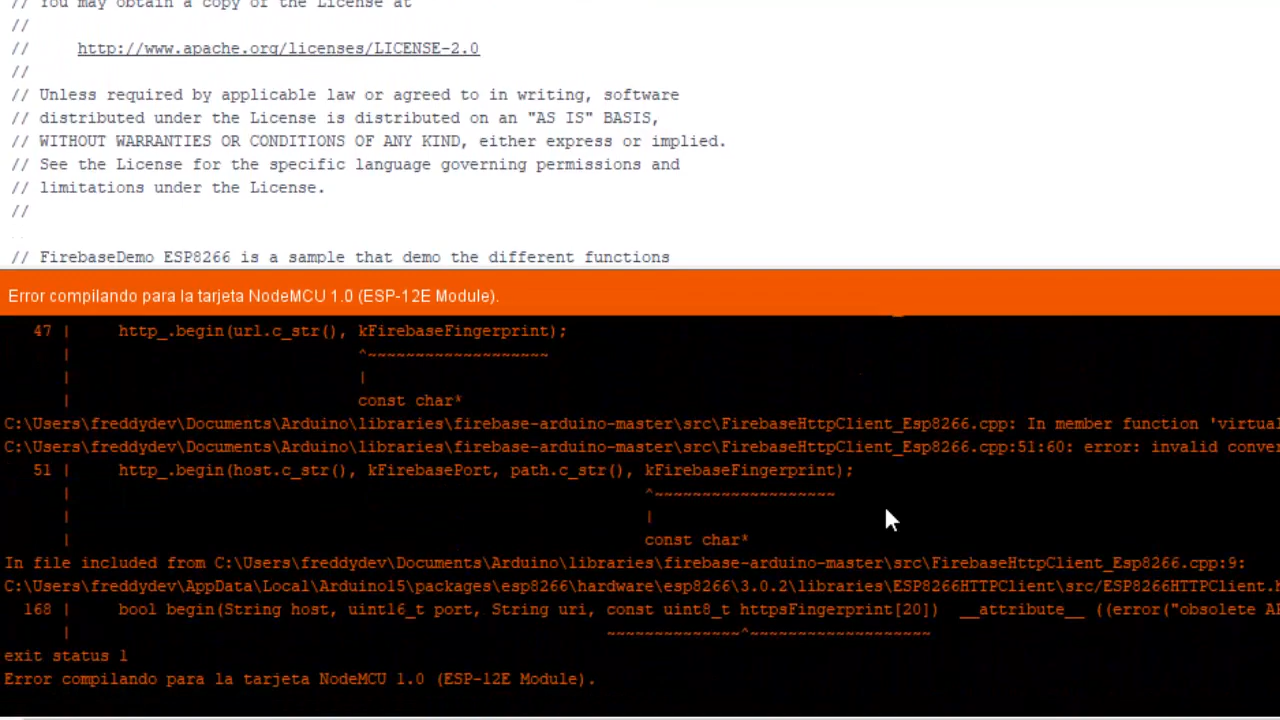 // You may obtain a copy of the License at
//
//     http://www.apache.org/licenses/LICENSE-2.0
//
// Unless required by applicable law or agreed to in writing, software
// distributed under the License is distributed on an "AS IS" BASIS,
// WITHOUT WARRANTIES OR CONDITIONS OF ANY KIND, either express or implied.
// See the License for the specific language governing permissions and
// limitations under the License.
//
// FirebaseDemo ESP8266 is a sample that demo the different functions
Error compilando para la tarjeta NodeMCU 1.0 (ESP-12E Module).
   47 |     http_.begin(url.c_str(), kFirebaseFingerprint);
      |                              ^~~~~~~~~~~~~~~~~~~~
      |                              |
      |                              const char*
C:\Users\freddydev\Documents\Arduino\libraries\firebase-arduino-master\src\FirebaseHttpClient_Esp8266.cpp: In member function 'virtual
C:\Users\freddydev\Documents\Arduino\libraries\firebase-arduino-master\src\FirebaseHttpClient_Esp8266.cpp:51:60: error: invalid conver
   51 |     http_.begin(host.c_str(), kFirebasePort, path.c_str(), kFirebaseFingerprint);
      |                                                            ^~~~~~~~~~~~~~~~~~~~
      |                                                            |
      |                                                            const char*
In file included from C:\Users\freddydev\Documents\Arduino\libraries\firebase-arduino-master\src\FirebaseHttpClient_Esp8266.cpp:9:
C:\Users\freddydev\AppData\Local\Arduino15\packages\esp8266\hardware\esp8266\3.0.2\libraries\ESP8266HTTPClient\src/ESP8266HTTPClient.h
  168 |     bool begin(String host, uint16_t port, String uri, const uint8_t httpsFingerprint[20])  __attribute__ ((error("obsolete AP
      |                                                        ~~~~~~~~~~~~~~^~~~~~~~~~~~~~~~~~~~
exit status 1
Error compilando para la tarjeta NodeMCU 1.0 (ESP-12E Module).